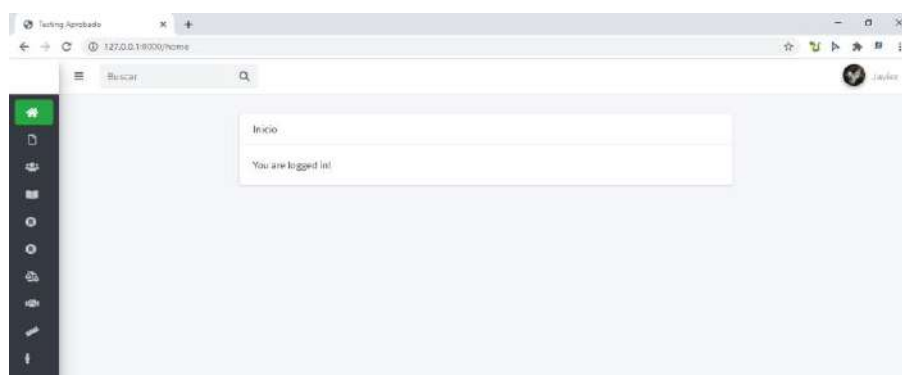 Testing Aprobado
127.0.0.1:8000/home
Buscar
Javier
Inicio
You are logged in!